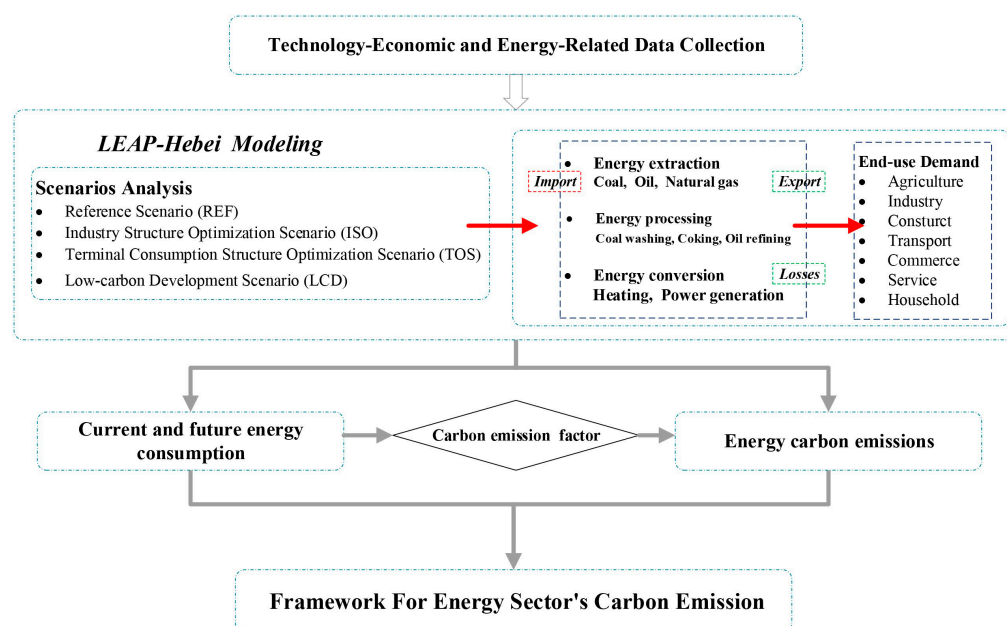 Technology-Economic and Energy-Related Data Collection
LEAP-Hebei Modeling
Scenarios Analysis
● Reference Scenario (REF)
● Industry Structure Optimization Scenario (ISO)
● Terminal Consumption Structure Optimization Scenario (TOS)
● Low-carbon Development Scenario (LCD)
● Energy extraction
Import
Coal, Oil, Natural gas
Export
● Energy processing
Coal washing, Coking, Oil refining
● Energy conversion
Losses
Heating, Power generation
End-use Demand
● Agriculture
● Industry
● Consturct
● Transport
● Commerce
● Service
● Household
Current and future energy
consumption
Carbon emission factor
Energy carbon emissions
Framework For Energy Sector's Carbon Emission